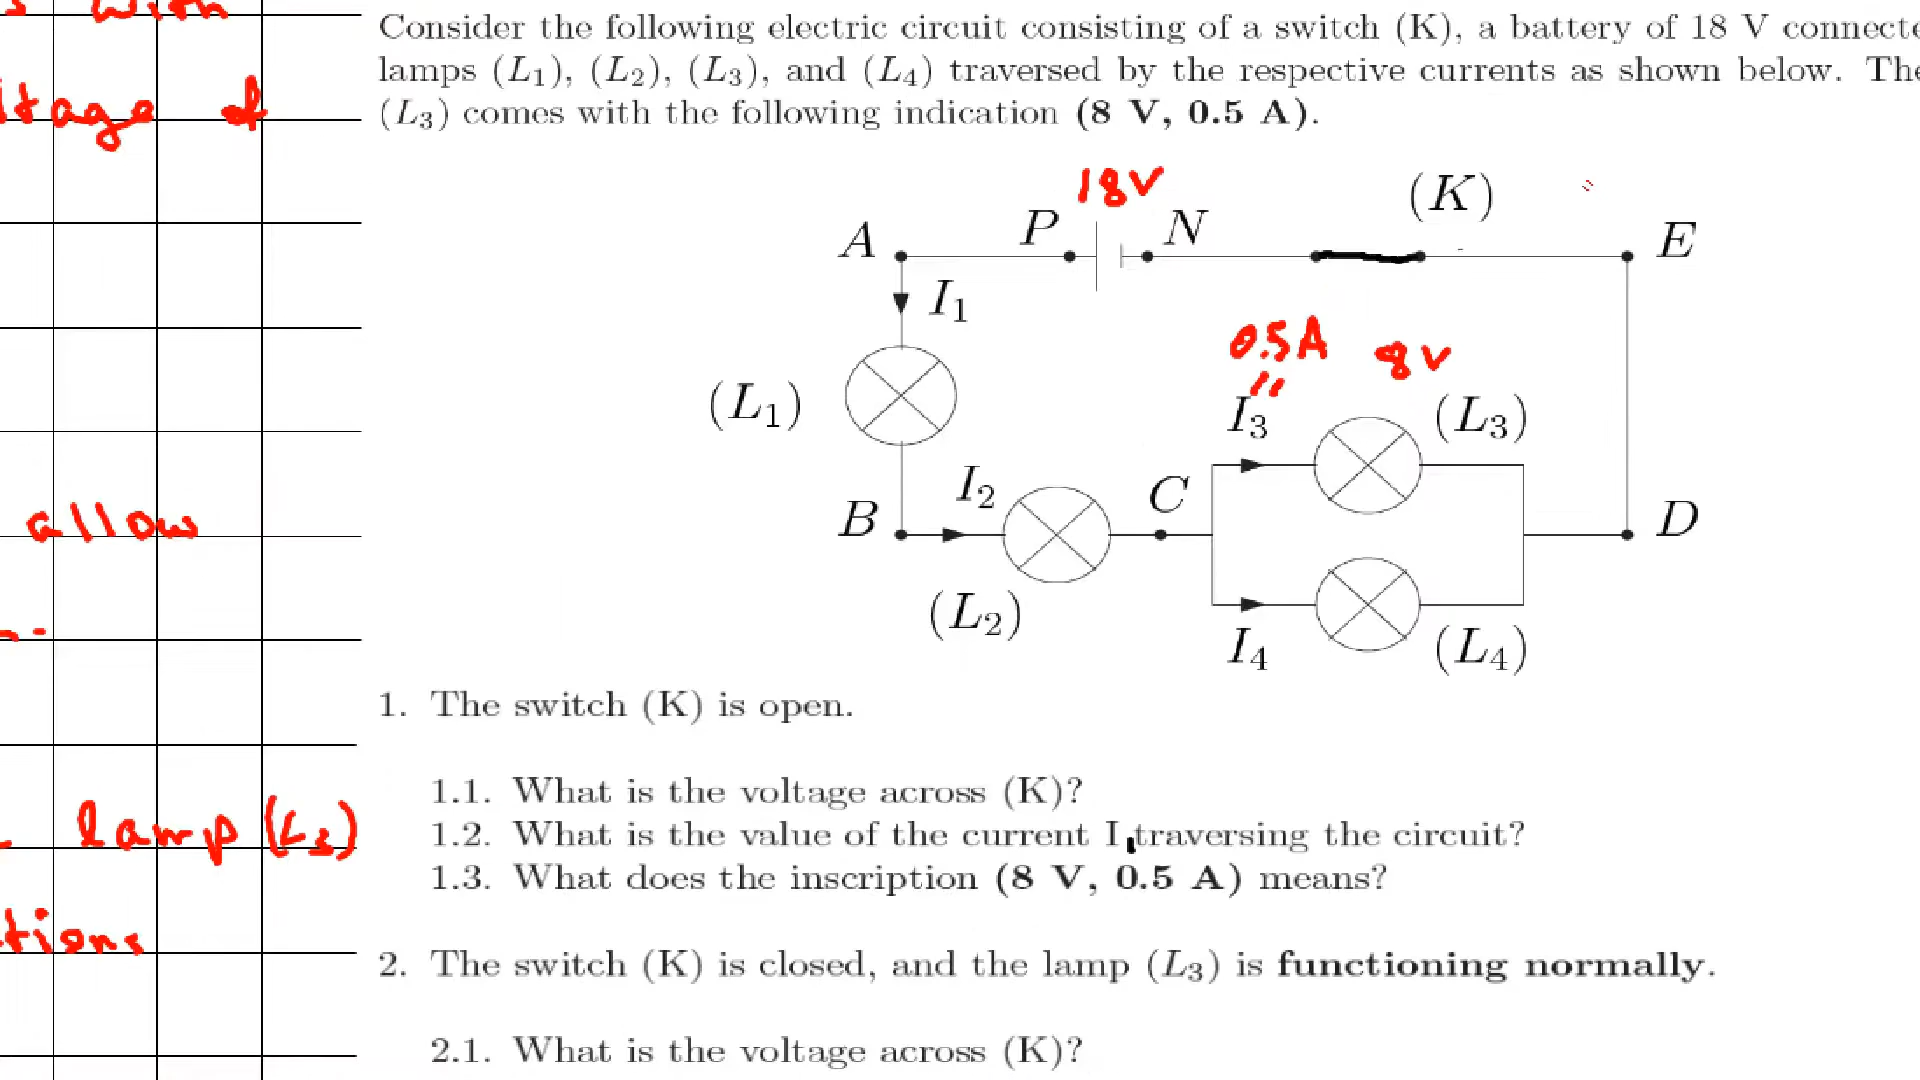 with
Consider the following electric circuit consisting of a switch (K), a battery of 18 V connecte
lamps (L1), (L2), (L3), and (L4) traversed by the respective currents as shown below. The
ltage of
(L3) comes with the following indication (8 V, 0.5 A).
18V
(K)
A
P
N
E
I1
0.5A 8V
"
(L1)
I3
(L3)
I2
C
B
D
allow
(L2)
I4
(L4)
1. The switch (K) is open.
1.1. What is the voltage across (K)?
lamp (L3)
1.2. What is the value of the current I1 traversing the circuit?
1.3. What does the inscription (8 V, 0.5 A) means?
tions
2. The switch (K) is closed, and the lamp (L3) is functioning normally.
2.1. What is the voltage across (K)?